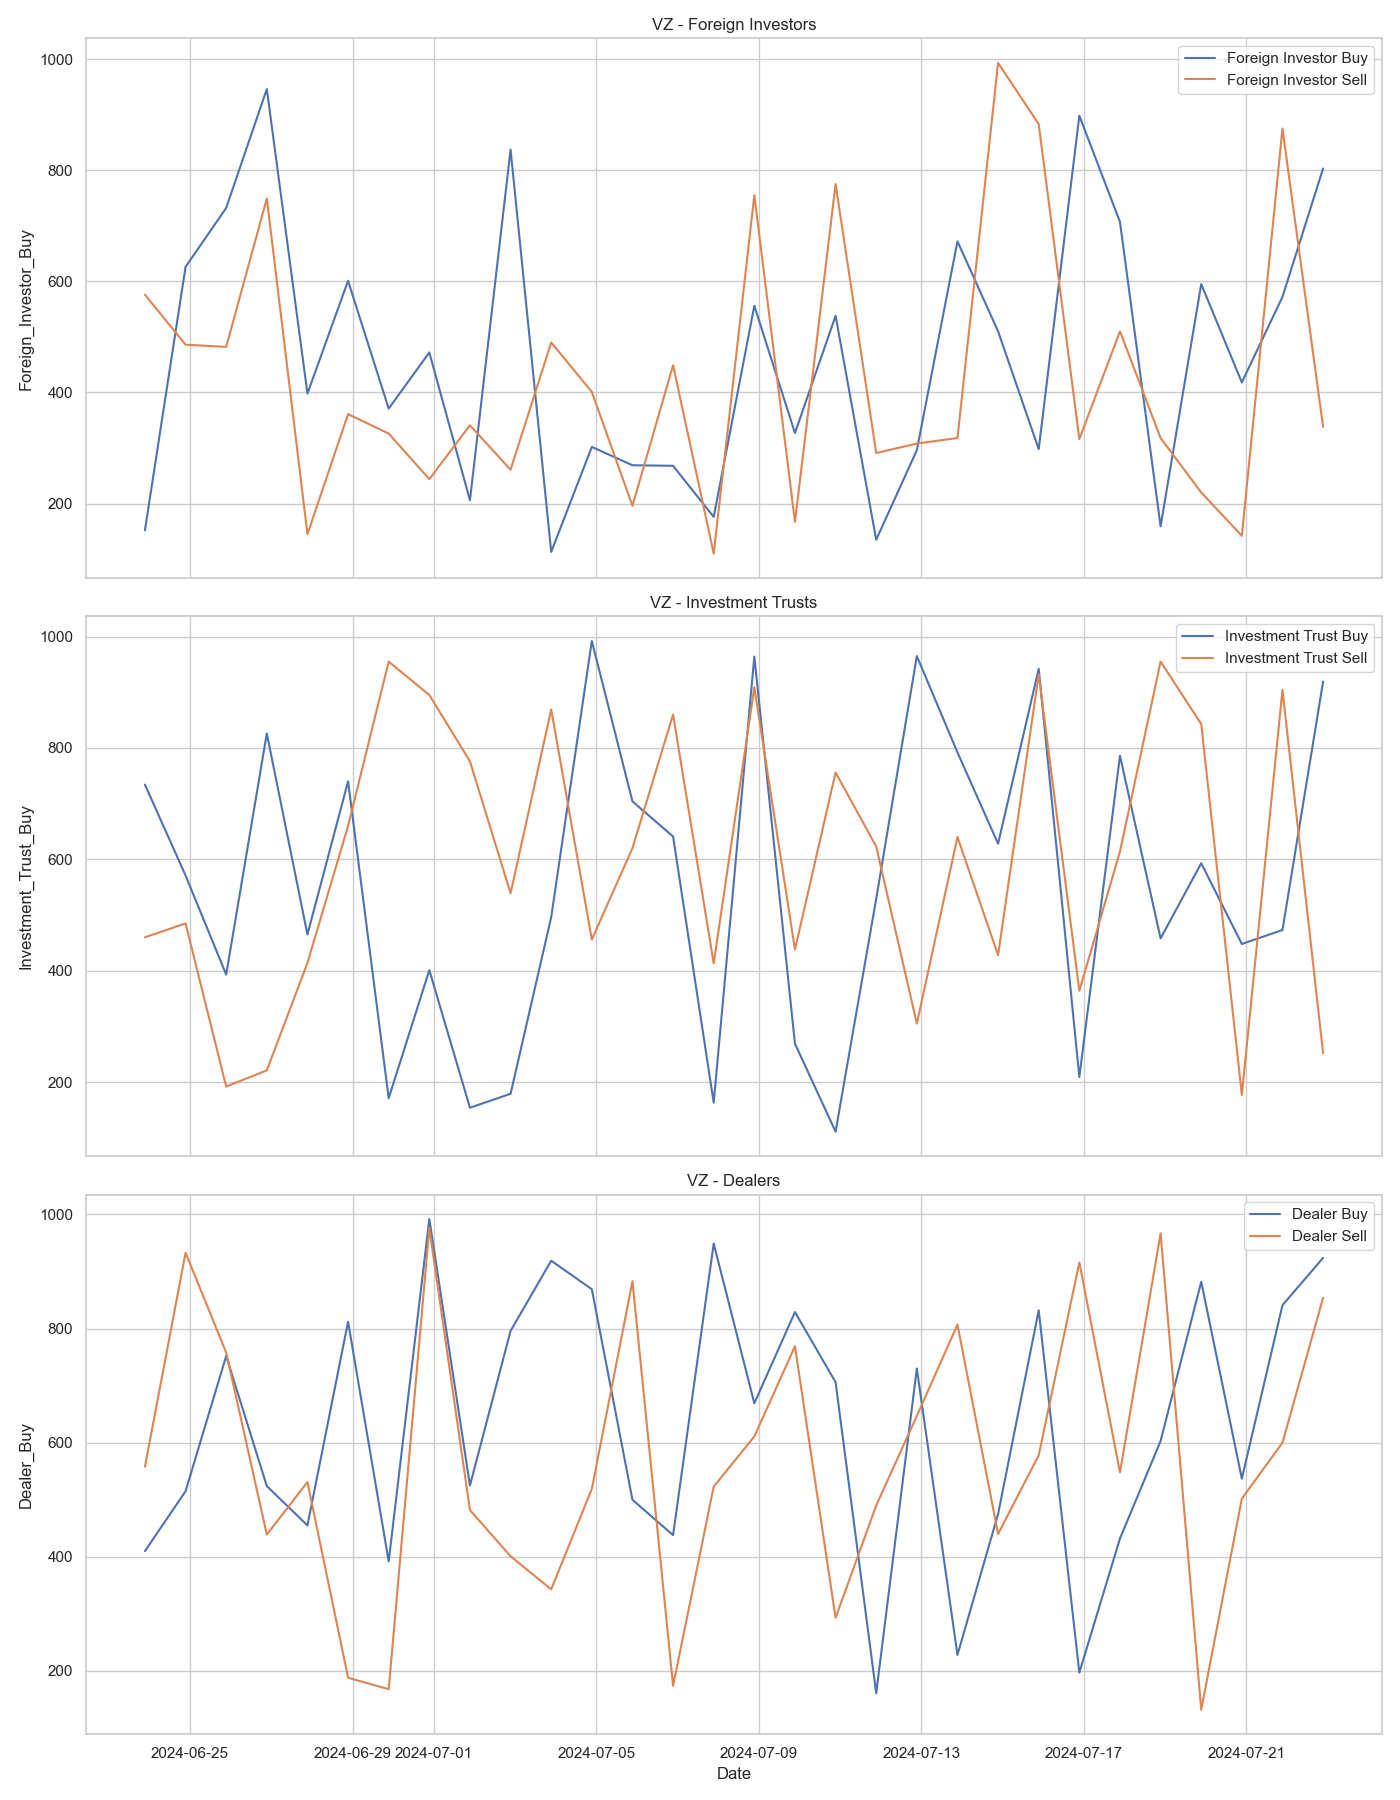 VZ - Foreign Investors
1000
800
600
400
200
Foreign_Investor_Buy
Foreign Investor Buy
Foreign Investor Sell
VZ - Investment Trusts
1000
800
600
400
200
Investment_Trust_Buy
Investment Trust Buy
Investment Trust Sell
VZ - Dealers
1000
800
600
400
200
Dealer_Buy
Dealer Buy
Dealer Sell
2024-06-25 2024-06-29 2024-07-01 2024-07-05 2024-07-09 2024-07-13 2024-07-17 2024-07-21
Date